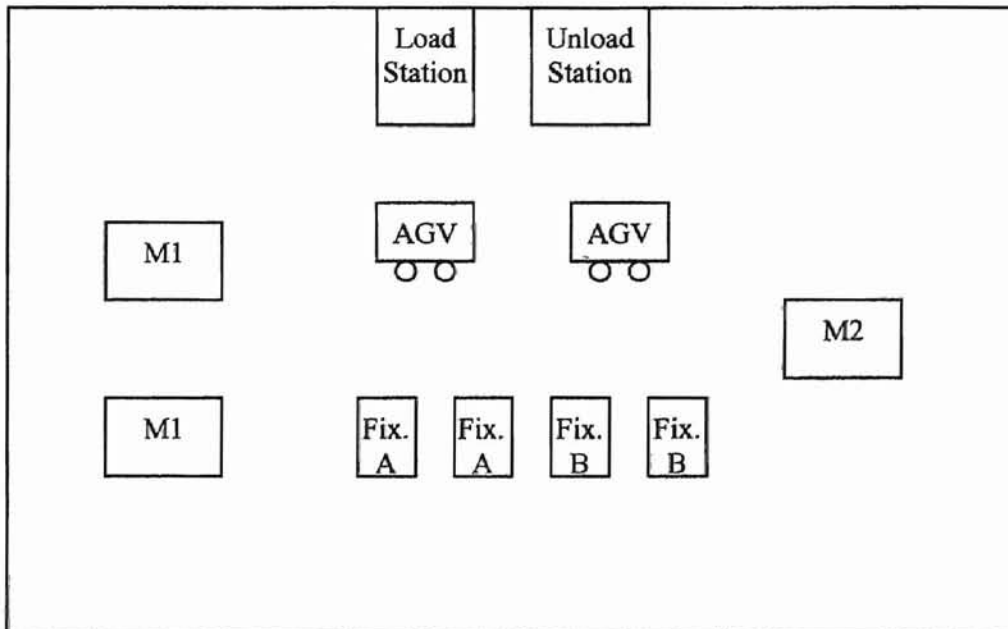 Load
Station
Unload
Station
AGV
AGV
M1
M2
M1
Fix.
A
Fix.
A
Fix.
B
Fix.
B